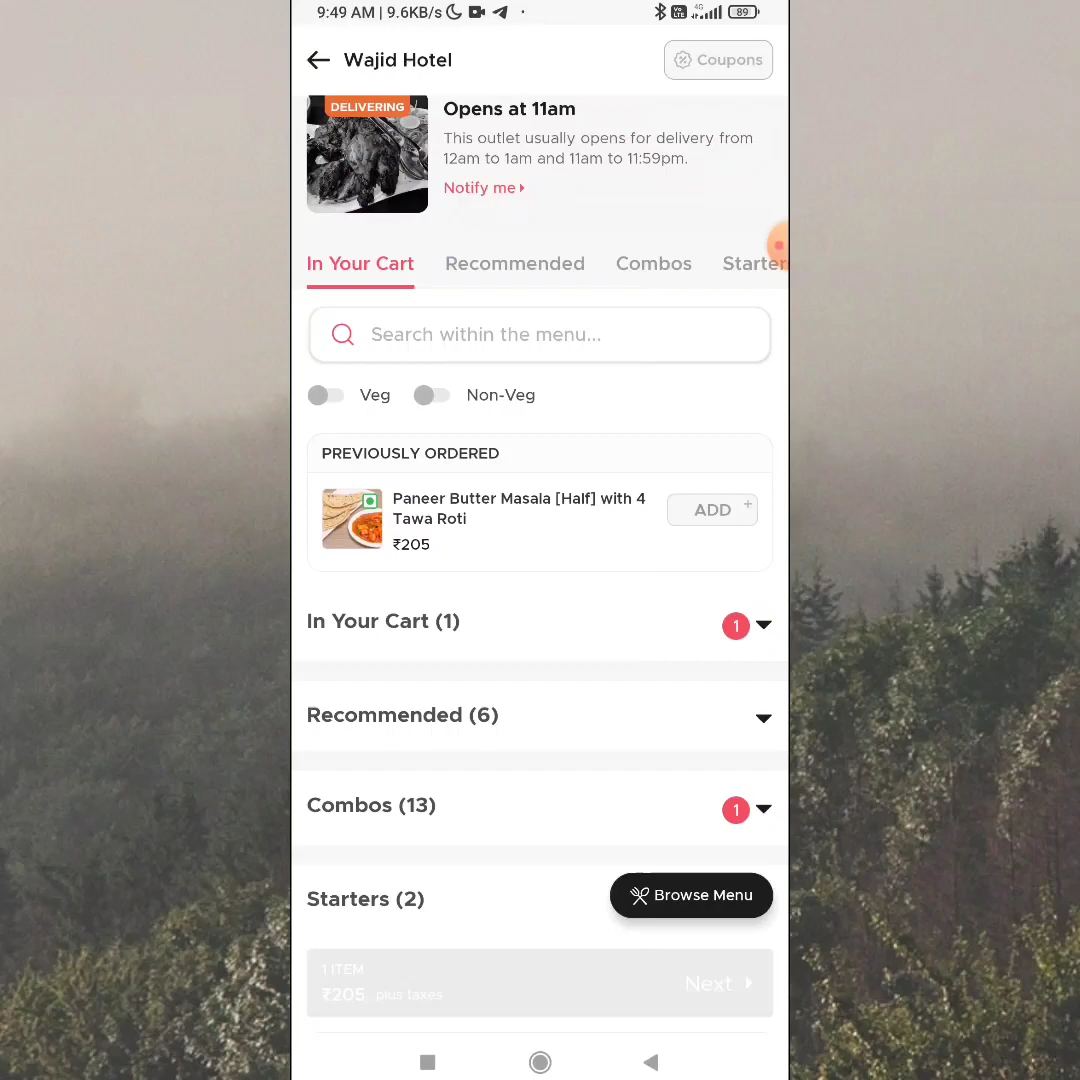 9:49 AM | 9.6KB/s
Vo LTE 4G 89
Wajid Hotel
Coupons
DELIVERING
Opens at 11am
This outlet usually opens for delivery from
12am to 1am and 11am to 11:59pm.
Notify me
In Your Cart Recommended Combos Starter
Search within the menu...
Veg Non-Veg
PREVIOUSLY ORDERED
Paneer Butter Masala [Half] with 4
Tawa Roti
₹205
ADD +
In Your Cart (1)
1
Recommended (6)
Combos (13)
1
Starters (2)
Browse Menu
1 ITEM
₹205 plus taxes
Next